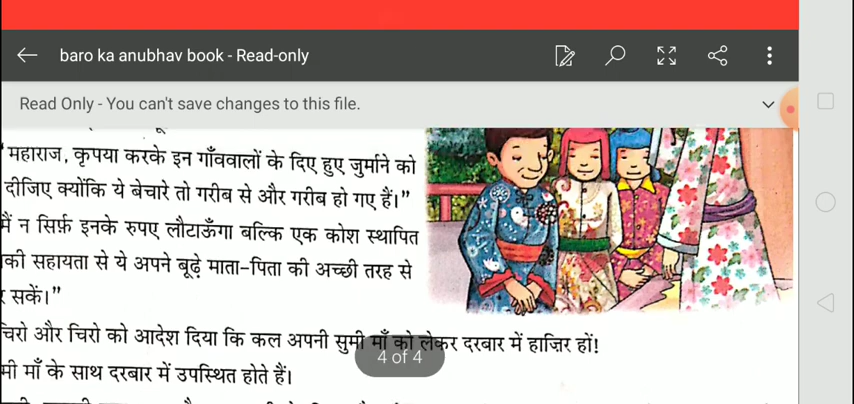 baro ka anubhav book - Read-only
Read Only - You can't save changes to this file.
"महाराज, कृपया करके इन गाँववालों के दिए हुए जुर्माने को
दीजिए क्योंकि ये बेचारे तो गरीब से और गरीब हो गए हैं।"
मैं न सिर्फ़ इनके रुपए लौटाऊँगा बल्कि एक कोश स्थापित
की सहायता से ये अपने बूढ़े माता-पिता की अच्छी तरह से
सकें।"
चिरो और चिरो को आदेश दिया कि कल अपनी सुमी माँ को लेकर दरबार में हाज़िर हों!
4 of 4
मी माँ के साथ दरबार में उपस्थित होते हैं।